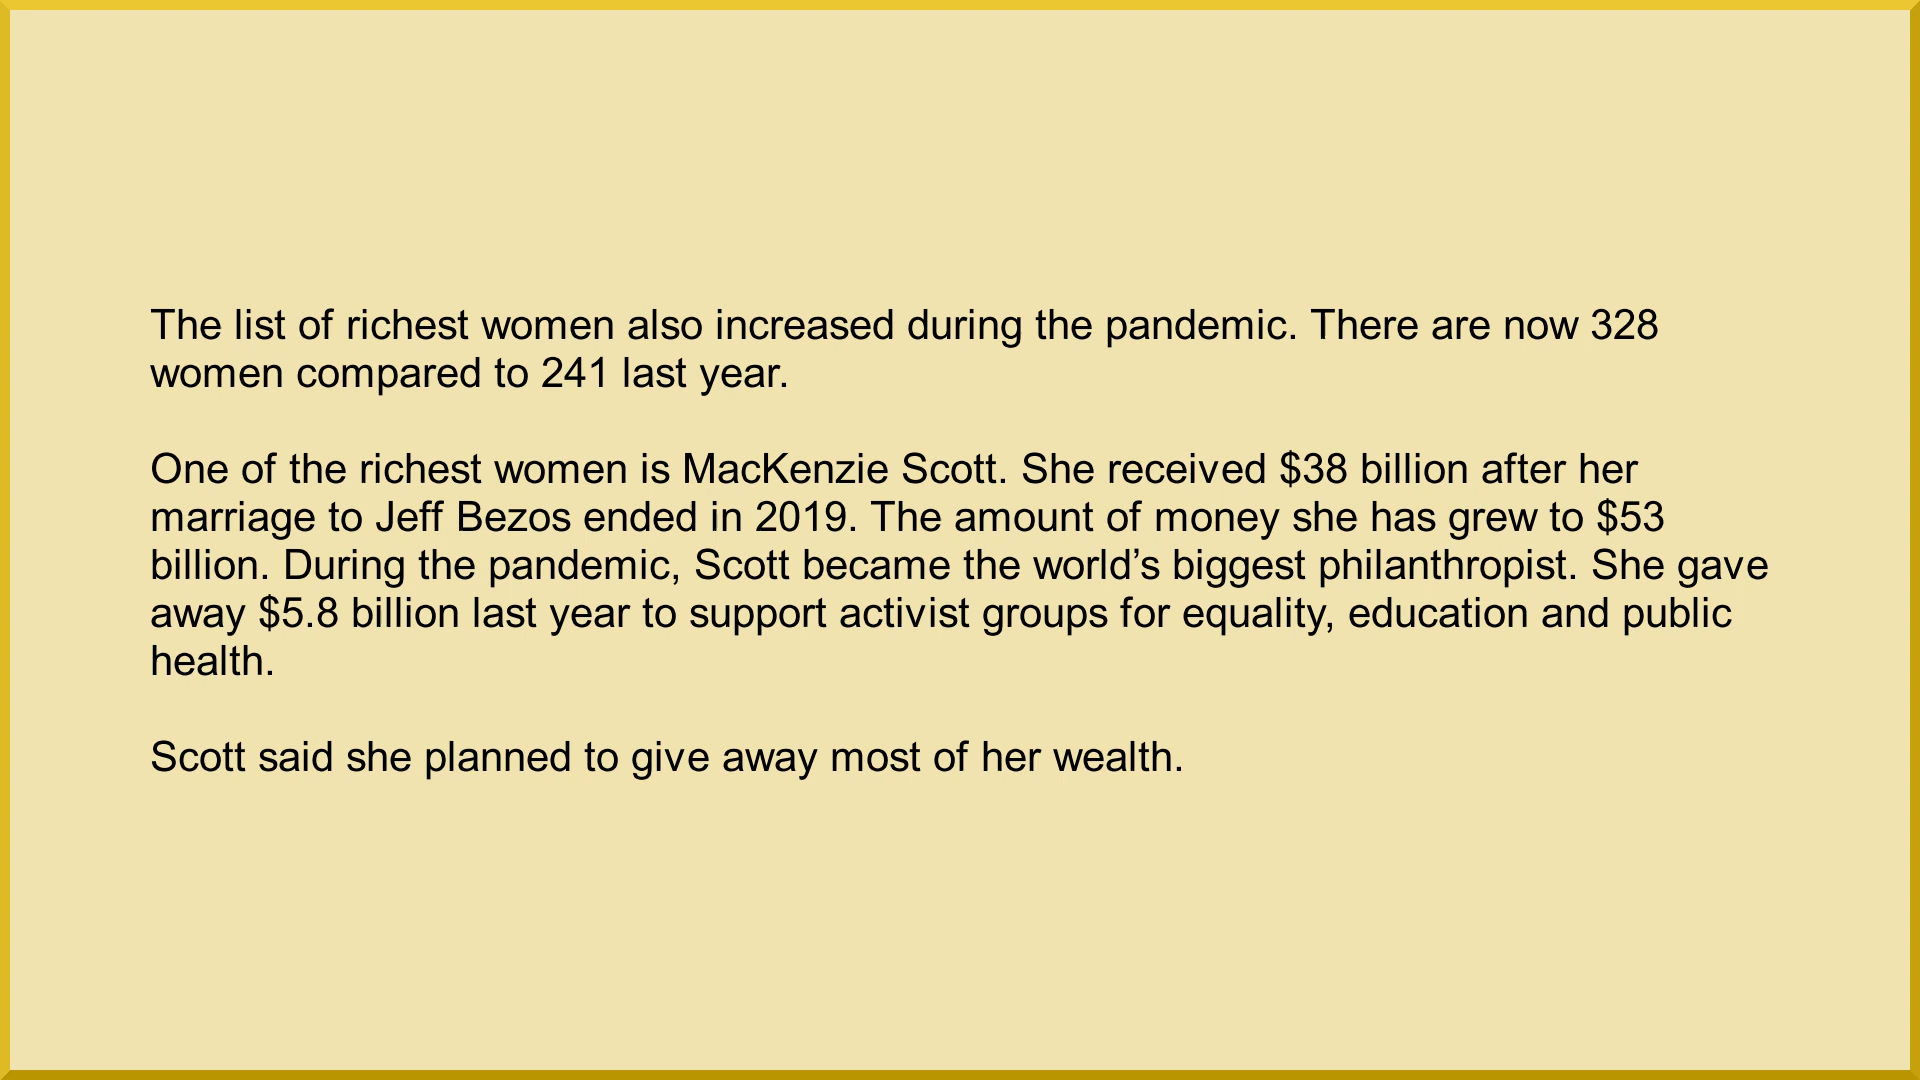 The list of richest women also increased during the pandemic. There are now 328
women compared to 241 last year.
One of the richest women is MacKenzie Scott. She received $38 billion after her
marriage to Jeff Bezos ended in 2019. The amount of money she has grew to $53
billion. During the pandemic, Scott became the world’s biggest philanthropist. She gave
away $5.8 billion last year to support activist groups for equality, education and public
health.
Scott said she planned to give away most of her wealth.